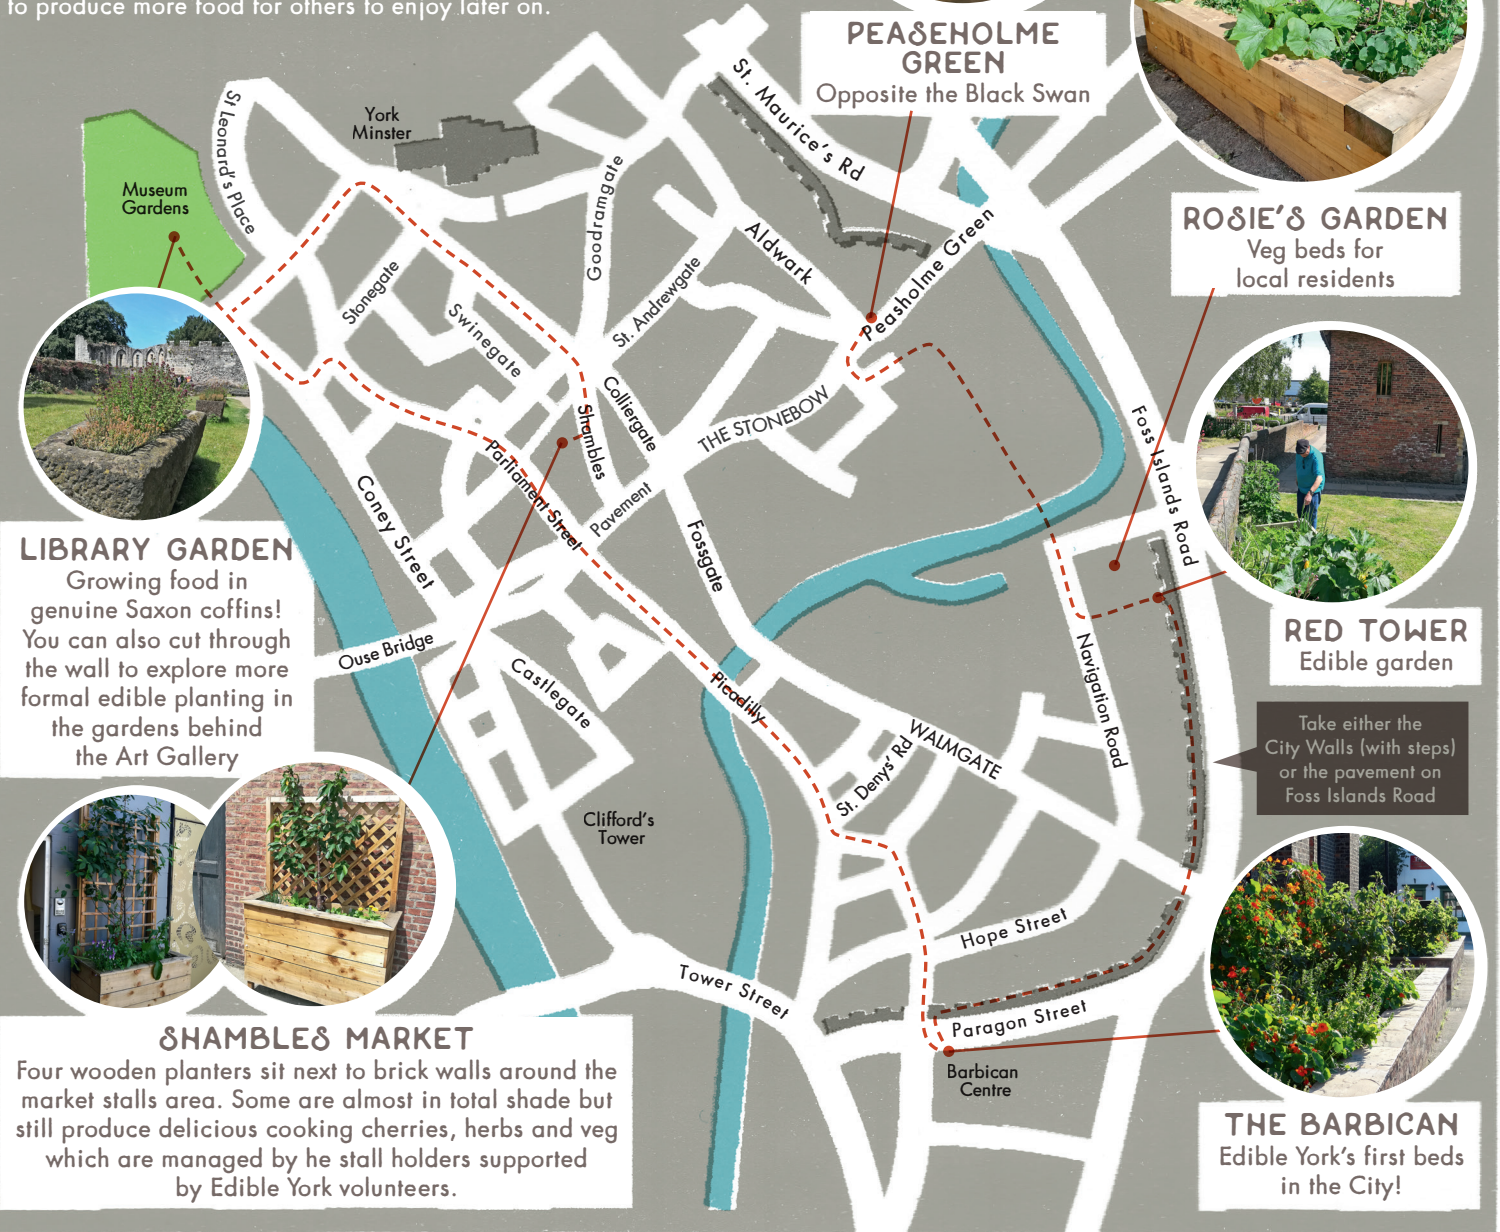 to produce more food for others to enjoy later on.
PEASEHOLME
GREEN
Opposite the Black Swan
St. Maurice's Rd
St Leonard's Place
York
Minster
Museum
Gardens
ROSIE'S GARDEN
Veg beds for
local residents
Goodramgate
Aldwark
Peasholme Green
Stonegate
St. Andrewgate
Swinegate
Colliergate
Shambles
THE STONEBOW
Foss Islands Road
Parliament Street
Pavement
Coney Street
Fossgate
LIBRARY GARDEN
Growing food in
genuine Saxon coffins!
You can also cut through
the wall to explore more
formal edible planting in
the gardens behind
the Art Gallery
Ouse Bridge
Castlegate
Picadilly
Navigation Road
RED TOWER
Edible garden
WALMGATE
St. Denys' Rd
Take either the
City Walls (with steps)
or the pavement on
Foss Islands Road
Clifford's
Tower
Hope Street
Tower Street
Paragon Street
Barbican
Centre
SHAMBLES MARKET
Four wooden planters sit next to brick walls around the
market stalls area. Some are almost in total shade but
still produce delicious cooking cherries, herbs and veg
which are managed by he stall holders supported
by Edible York volunteers.
THE BARBICAN
Edible York's first beds
in the City!